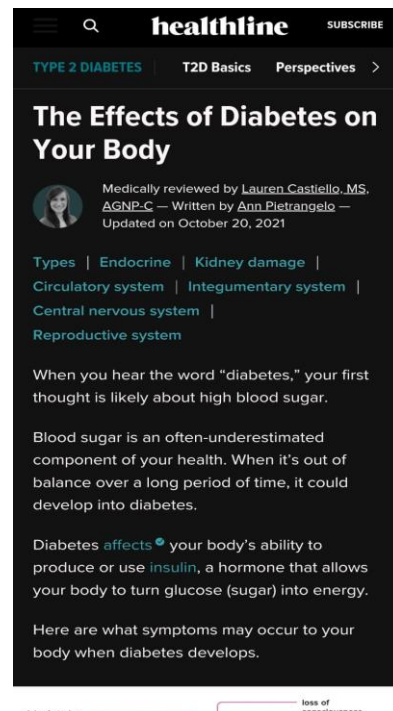 healthline
SUBSCRIBE
TYPE 2 DIABETES
T2D Basics
Perspectives >
The Effects of Diabetes on
Your Body
Medically reviewed by Lauren Castiello, MS,
AGNP-C — Written by Ann Pietrangelo —
Updated on October 20, 2021
Types | Endocrine | Kidney damage |
Circulatory system | Integumentary system |
Central nervous system |
Reproductive system
When you hear the word “diabetes,” your first
thought is likely about high blood sugar.
Blood sugar is an often-underestimated
component of your health. When it’s out of
balance over a long period of time, it could
develop into diabetes.
Diabetes affects your body’s ability to
produce or use insulin, a hormone that allows
your body to turn glucose (sugar) into energy.
Here are what symptoms may occur to your
body when diabetes develops.
loss of